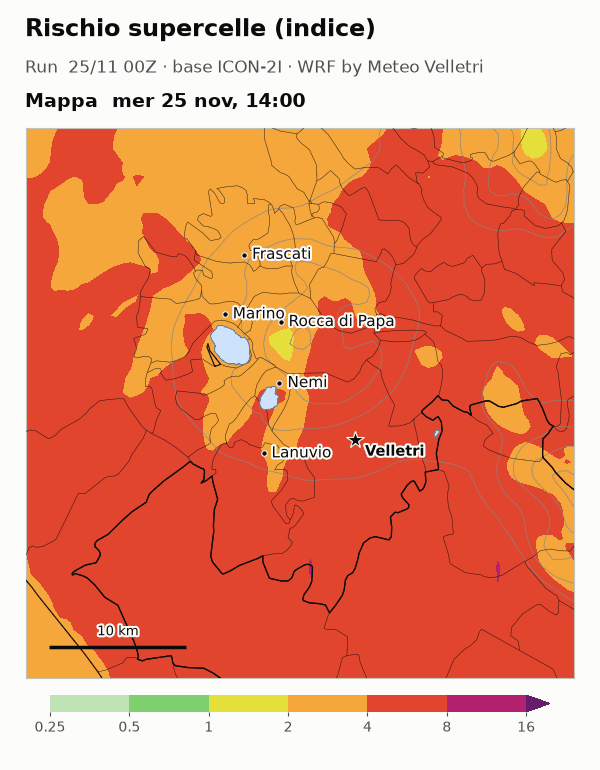 Rischio supercelle (indice)
Run  25/11 00Z · base ICON-2I · WRF by Meteo Velletri
Mappa  mer 25 nov, 14:00
Frascati
Marino
Rocca di Papa
Nemi
Velletri
Lanuvio
10 km
0.25 0.5 1 2 4 8 16